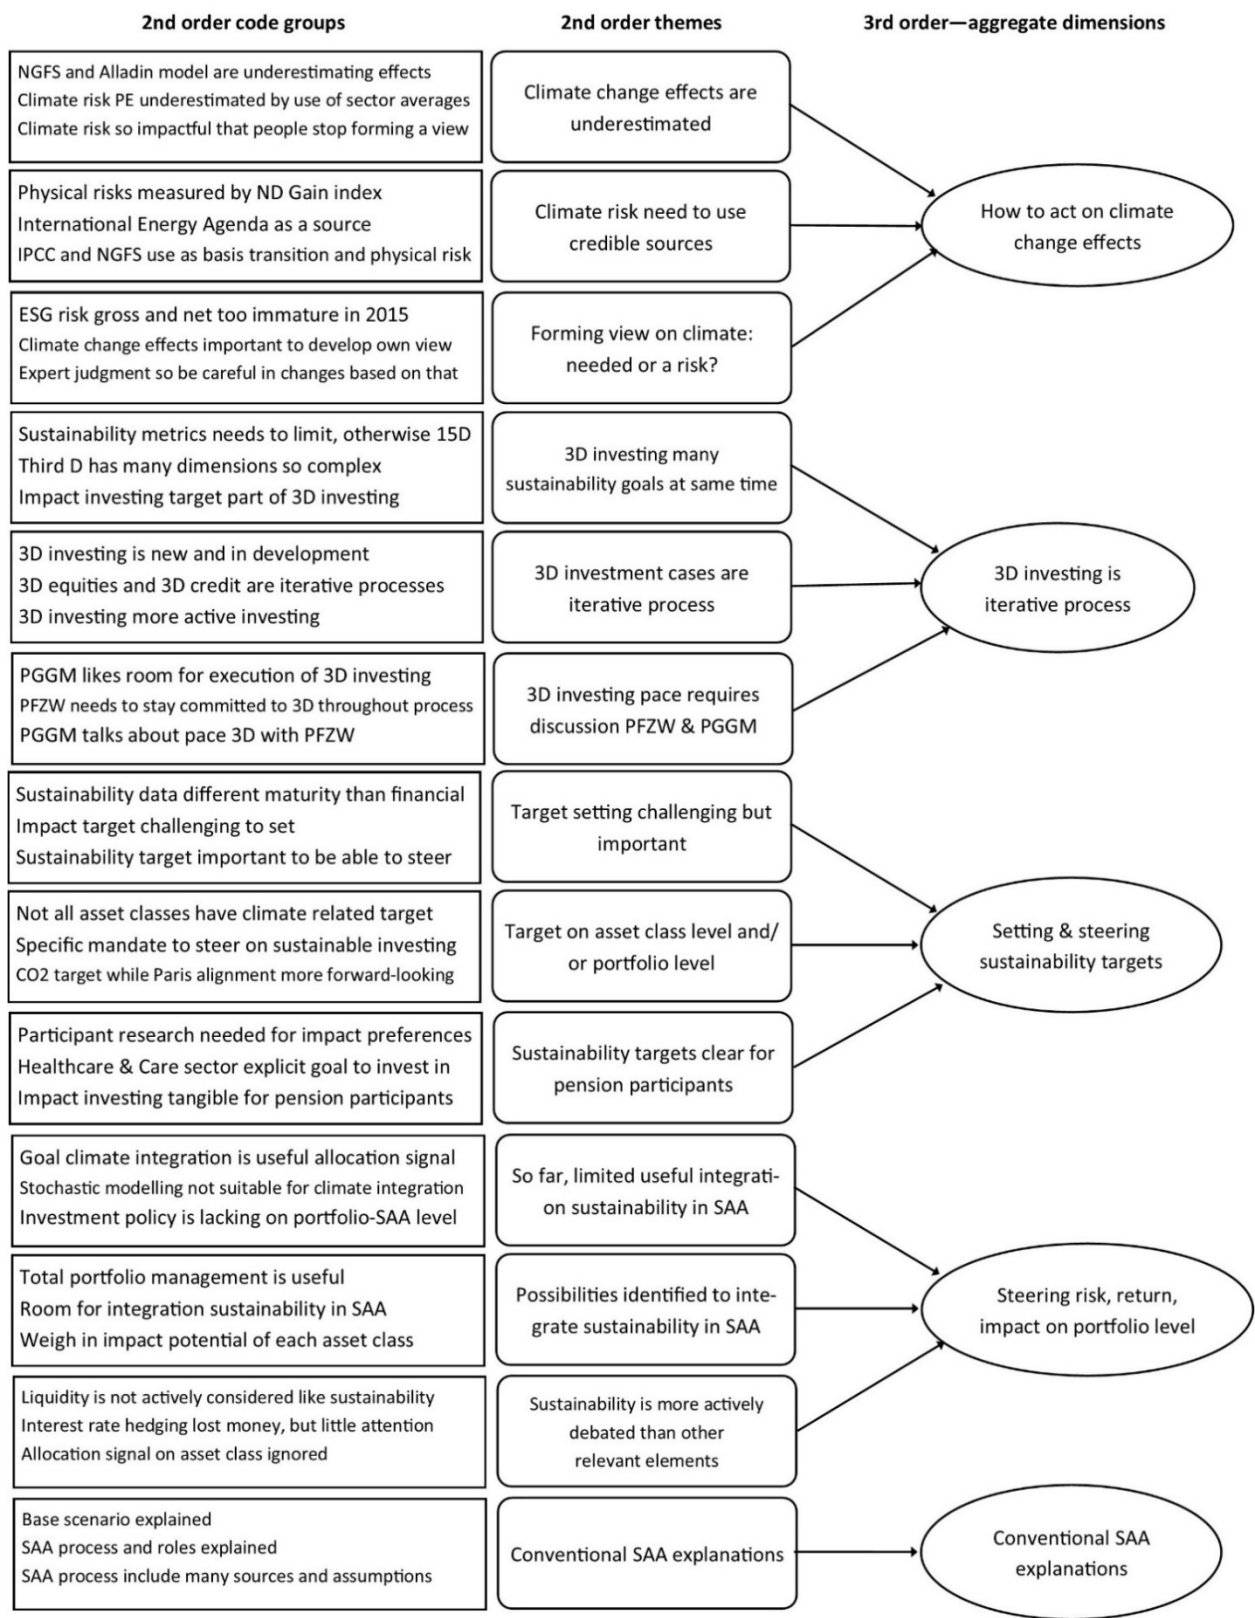 2nd order code groups
2nd order themes
3rd order—aggregate dimensions
NGFS and Alladin model are underestimating effects
Climate risk PE underestimated by use of sector averages
Climate risk so impactful that people stop forming a view
Climate change effects are
underestimated
Physical risks measured by ND Gain index
International Energy Agenda as a source
IPCC and NGFS use as basis transition and physical risk
Climate risk need to use
credible sources
How to act on climate
change effects
ESG risk gross and net too immature in 2015
Climate change effects important to develop own view
Expert judgment so be careful in changes based on that
Forming view on climate:
needed or a risk?
Sustainability metrics needs to limit, otherwise 15D
Third D has many dimensions so complex
Impact investing target part of 3D investing
3D investing many
sustainability goals at same time
3D investing is new and in development
3D equities and 3D credit are iterative processes
3D investing more active investing
3D investment cases are
iterative process
3D investing is
iterative process
PGGM likes room for execution of 3D investing
PFZW needs to stay committed to 3D throughout process
PGGM talks about pace 3D with PFZW
3D investing pace requires
discussion PFZW & PGGM
Sustainability data different maturity than financial
Impact target challenging to set
Sustainability target important to be able to steer
Target setting challenging but
important
Not all asset classes have climate related target
Specific mandate to steer on sustainable investing
CO2 target while Paris alignment more forward-looking
Target on asset class level and/
or portfolio level
Setting & steering
sustainability targets
Participant research needed for impact preferences
Healthcare & Care sector explicit goal to invest in
Impact investing tangible for pension participants
Sustainability targets clear for
pension participants
Goal climate integration is useful allocation signal
Stochastic modelling not suitable for climate integration
Investment policy is lacking on portfolio-SAA level
So far, limited useful integrati-
on sustainability in SAA
Total portfolio management is useful
Room for integration sustainability in SAA
Weigh in impact potential of each asset class
Possibilities identified to inte-
grate sustainability in SAA
Steering risk, return,
impact on portfolio level
Liquidity is not actively considered like sustainability
Interest rate hedging lost money, but little attention
Allocation signal on asset class ignored
Sustainability is more actively
debated than other
relevant elements
Base scenario explained
SAA process and roles explained
SAA process include many sources and assumptions
Conventional SAA explanations
Conventional SAA
explanations